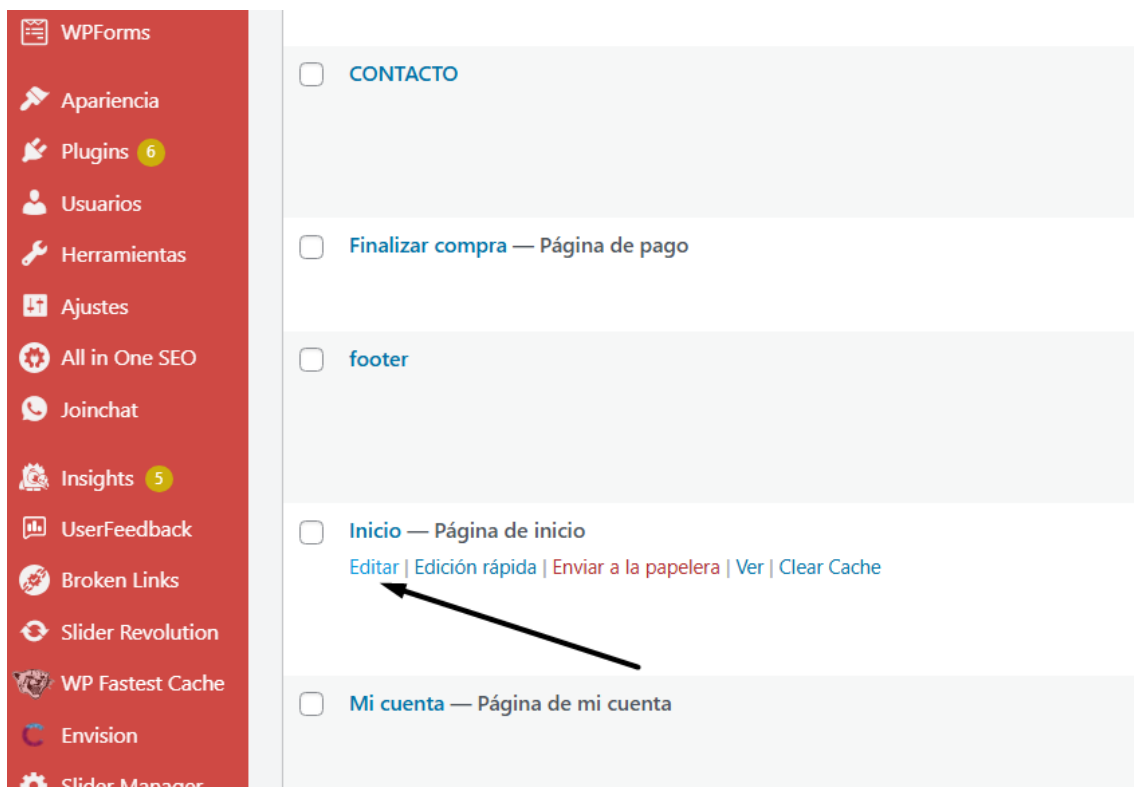 WPForms
Apariencia
Plugins 6
Usuarios
Herramientas
Ajustes
All in One SEO
Joinchat
Insights 5
UserFeedback
Broken Links
Slider Revolution
WP Fastest Cache
Envision
Slider Manager
CONTACTO
Finalizar compra — Página de pago
footer
Inicio — Página de inicio
Editar | Edición rápida | Enviar a la papelera | Ver | Clear Cache
Mi cuenta — Página de mi cuenta